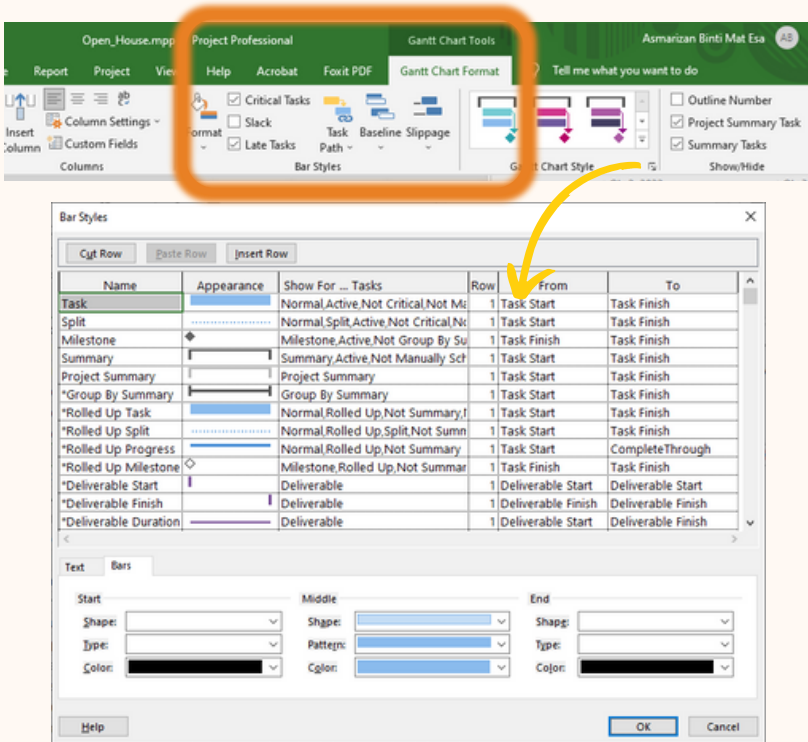 Open_House.mpp
Project Professional
Gantt Chart Tools
Asmarizan Binti Mat Esa
AB
e Report Project View Help Acrobat Foxit PDF Gantt Chart Format Tell me what you want to do
Insert
Column
Column Settings
Custom Fields
Columns
Format
Critical Tasks
Slack
Late Tasks
Task
Path
Baseline
Slippage
Bar Styles
Gantt Chart Style
Outline Number
Project Summary Task
Summary Tasks
Show/Hide
Bar Styles
Cut Row Paste Row Insert Row
Name Appearance Show For ... Tasks Row From To
Task Normal,Active,Not Critical,Not Ma 1 Task Start Task Finish
Split Normal,Split,Active,Not Critical,No 1 Task Start Task Finish
Milestone Milestone,Active,Not Group By Su 1 Task Finish Task Finish
Summary Summary,Active,Not Manually Sch 1 Task Start Task Finish
Project Summary Project Summary 1 Task Start Task Finish
*Group By Summary Group By Summary 1 Task Start Task Finish
*Rolled Up Task Normal,Rolled Up,Not Summary, 1 Task Start Task Finish
*Rolled Up Split Normal,Rolled Up,Split,Not Summ 1 Task Start Task Finish
*Rolled Up Progress Normal,Rolled Up,Not Summary 1 Task Start CompleteThrough
*Rolled Up Milestone Milestone,Rolled Up,Not Summar 1 Task Finish Task Finish
*Deliverable Start Deliverable 1 Deliverable Start Deliverable Start
*Deliverable Finish Deliverable 1 Deliverable Finish Deliverable Finish
*Deliverable Duration Deliverable 1 Deliverable Start Deliverable Finish
Text Bars
Start Middle End
Shape: Shape: Shape:
Type: Pattern: Type:
Color: Color: Color:
Help OK Cancel